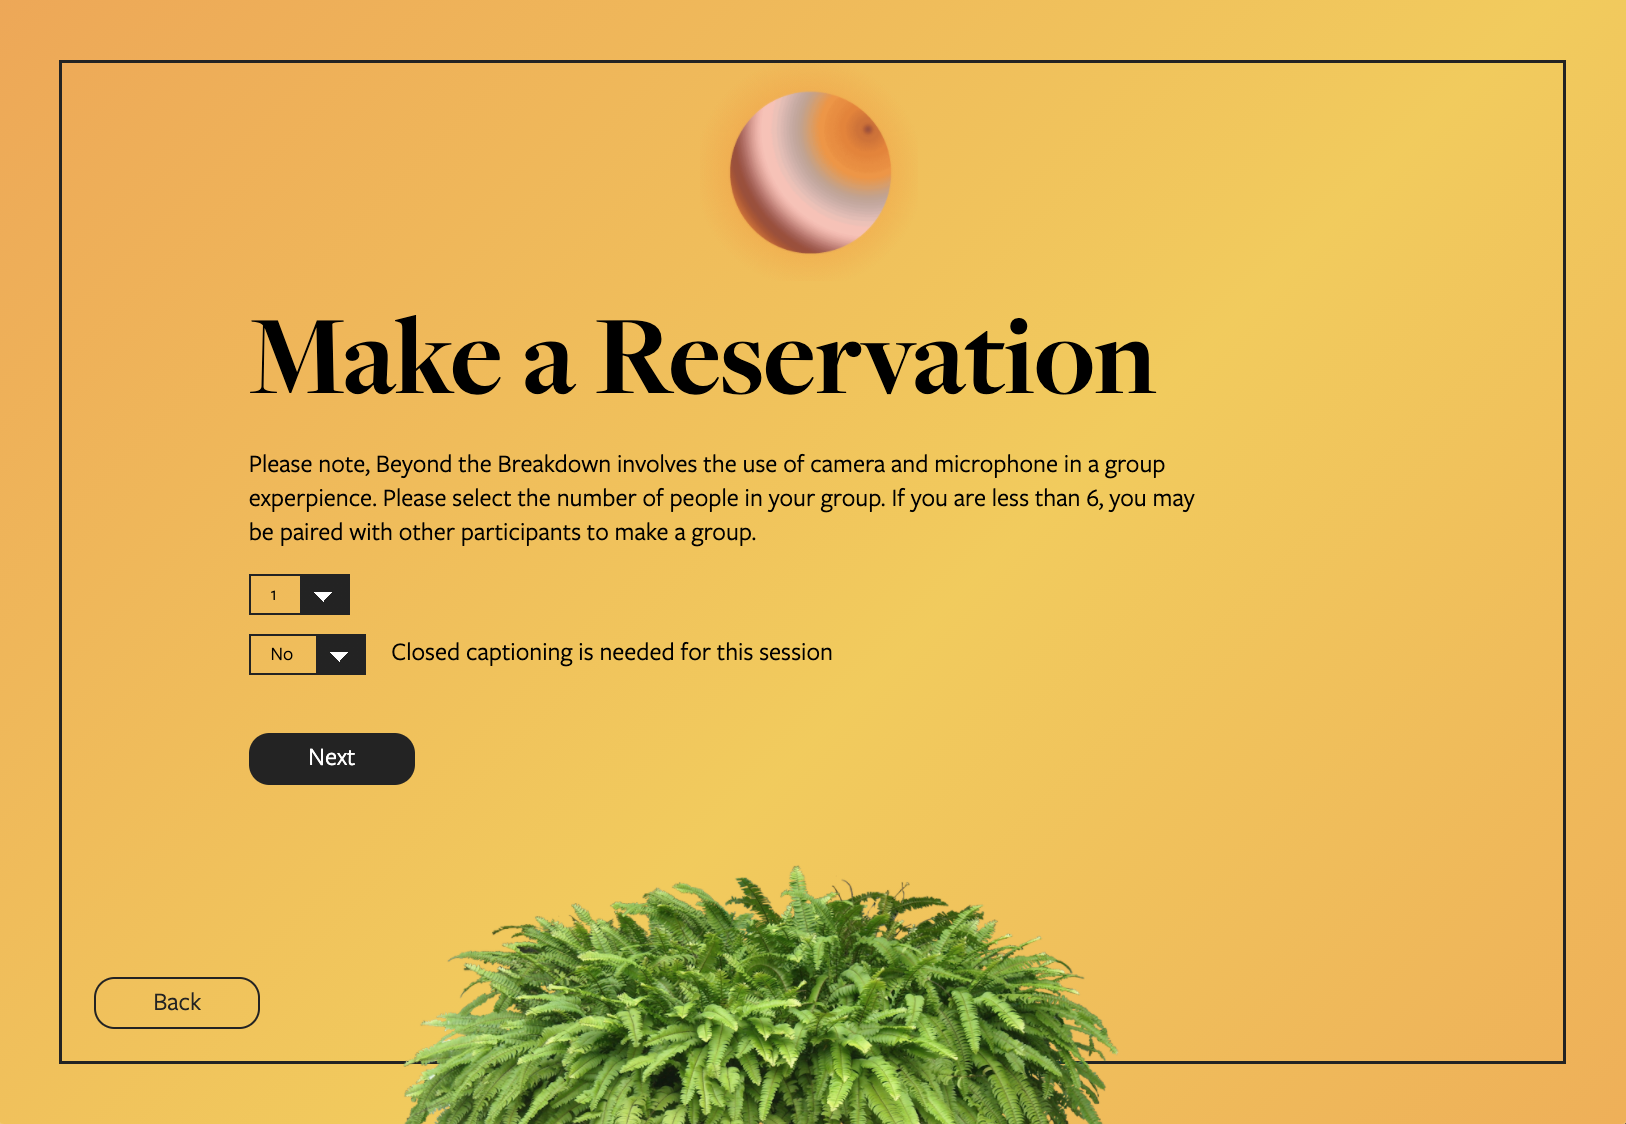 Make a Reservation
Please note, Beyond the Breakdown involves the use of camera and microphone in a group
experpience. Please select the number of people in your group. If you are less than 6, you may
be paired with other participants to make a group.
1
No
Closed captioning is needed for this session
Next
Back